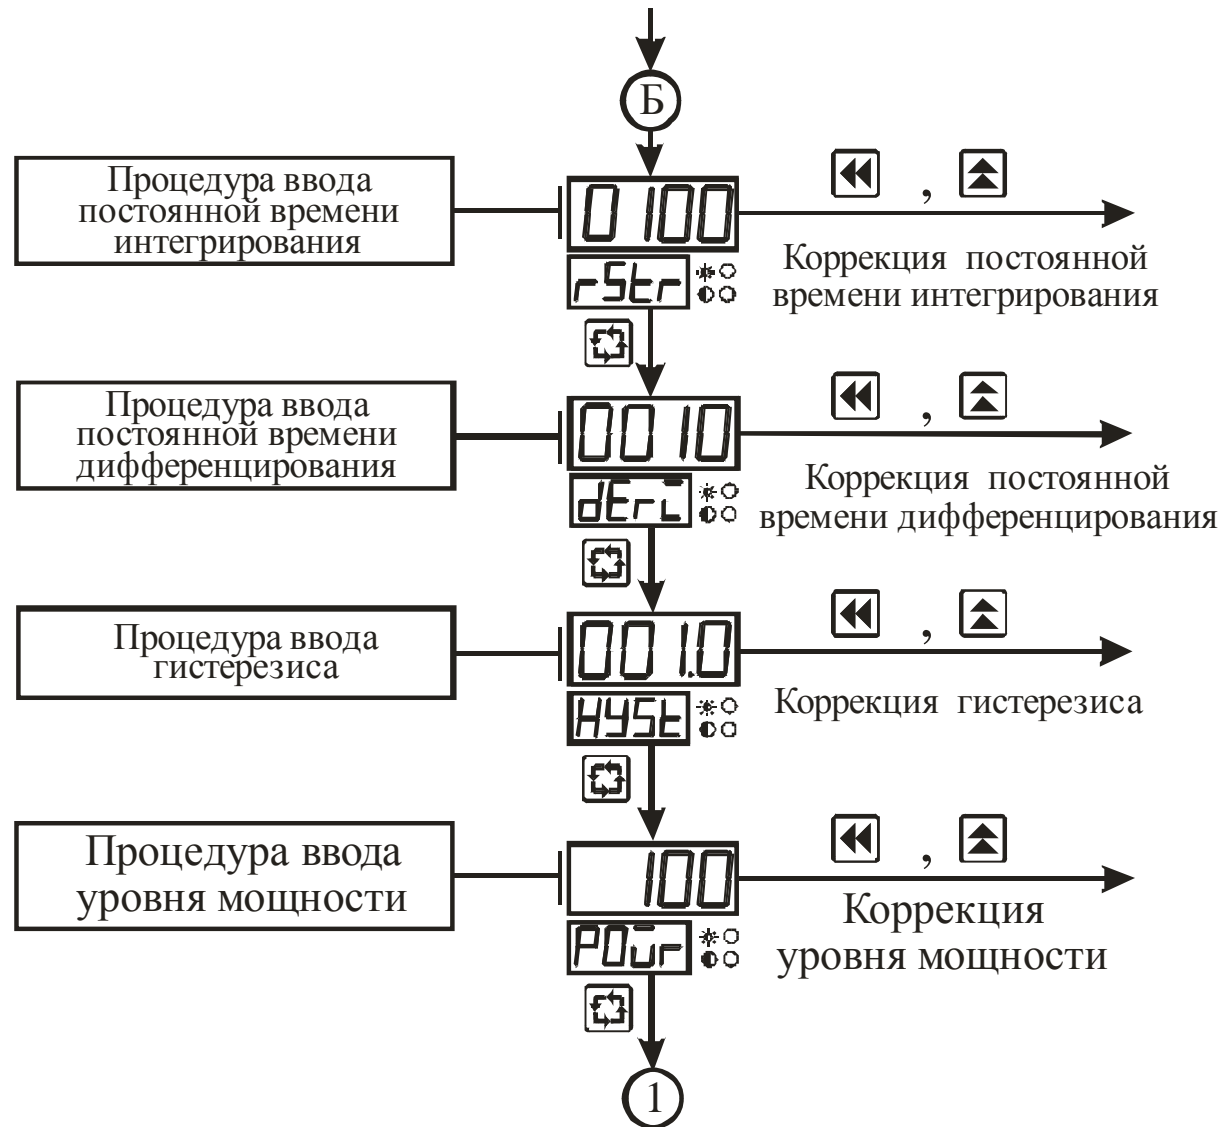 Б
Процедура ввода
постоянной времени
интегрирования
0100
,
Коррекция постоянной
времени интегрирования
rStr
Процедура ввода
постоянной времени
дифференцирования
0010
,
Коррекция постоянной
времени дифференцирования
dErī
Процедура ввода
гистерезиса
001.0
,
Коррекция гистерезиса
HYSt
Процедура ввода
уровня мощности
100
,
Коррекция
уровня мощности
POūr
1